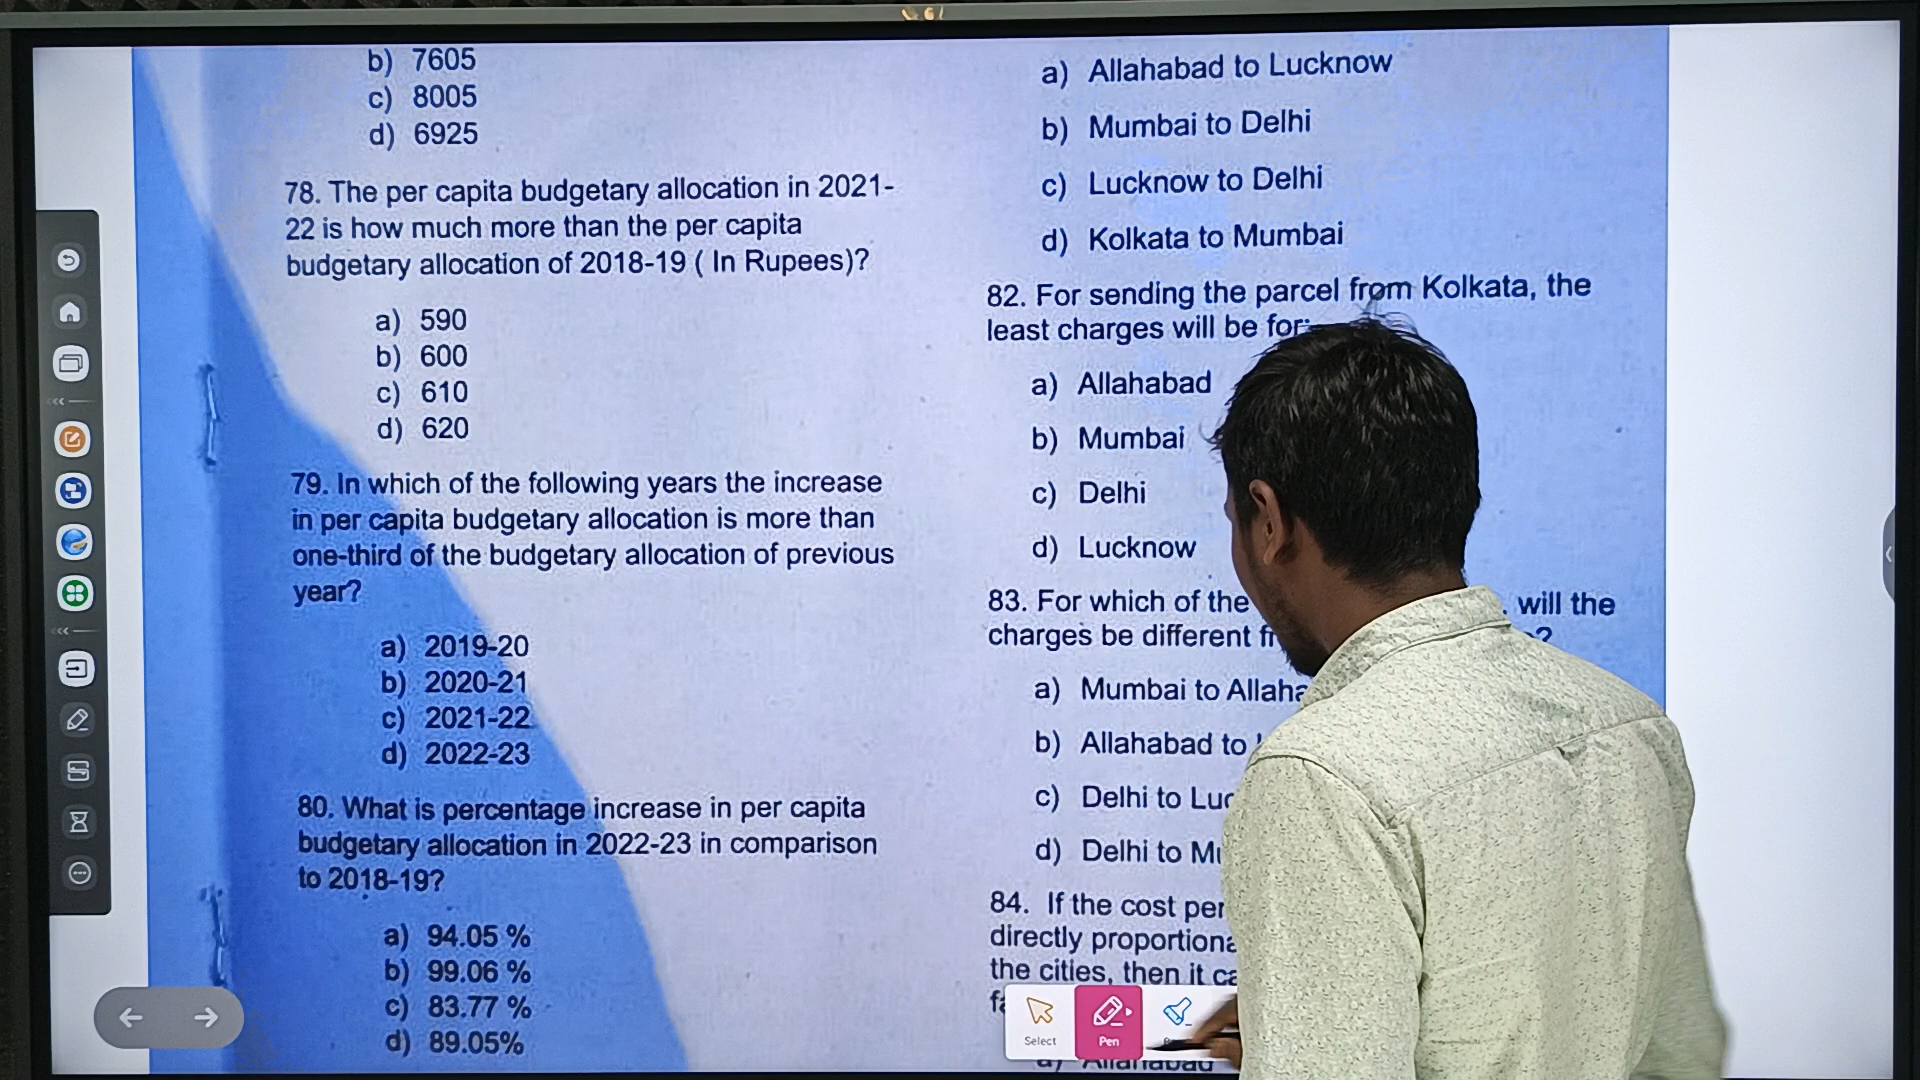 b) 7605
c) 8005
d) 6925
78. The per capita budgetary allocation in 2021-
22 is how much more than the per capita
budgetary allocation of 2018-19 ( In Rupees)?
a) 590
b) 600
c) 610
d) 620
79. In which of the following years the increase
in per capita budgetary allocation is more than
one-third of the budgetary allocation of previous
year?
a) 2019-20
b) 2020-21
c) 2021-22
d) 2022-23
80. What is percentage increase in per capita
budgetary allocation in 2022-23 in comparison
to 2018-19?
a) 94.05 %
b) 99.06 %
c) 83.77 %
d) 89.05%
a) Allahabad to Lucknow
b) Mumbai to Delhi
c) Lucknow to Delhi
d) Kolkata to Mumbai
82. For sending the parcel from Kolkata, the
least charges will be for:
a) Allahabad
b) Mumbai
c) Delhi
d) Lucknow
83. For which of the will the
charges be different
a) Mumbai to
b) Allahabad to
c) Delhi to
d) Delhi to
84. If the cost per
directly
the cities, then it
Select
Pen